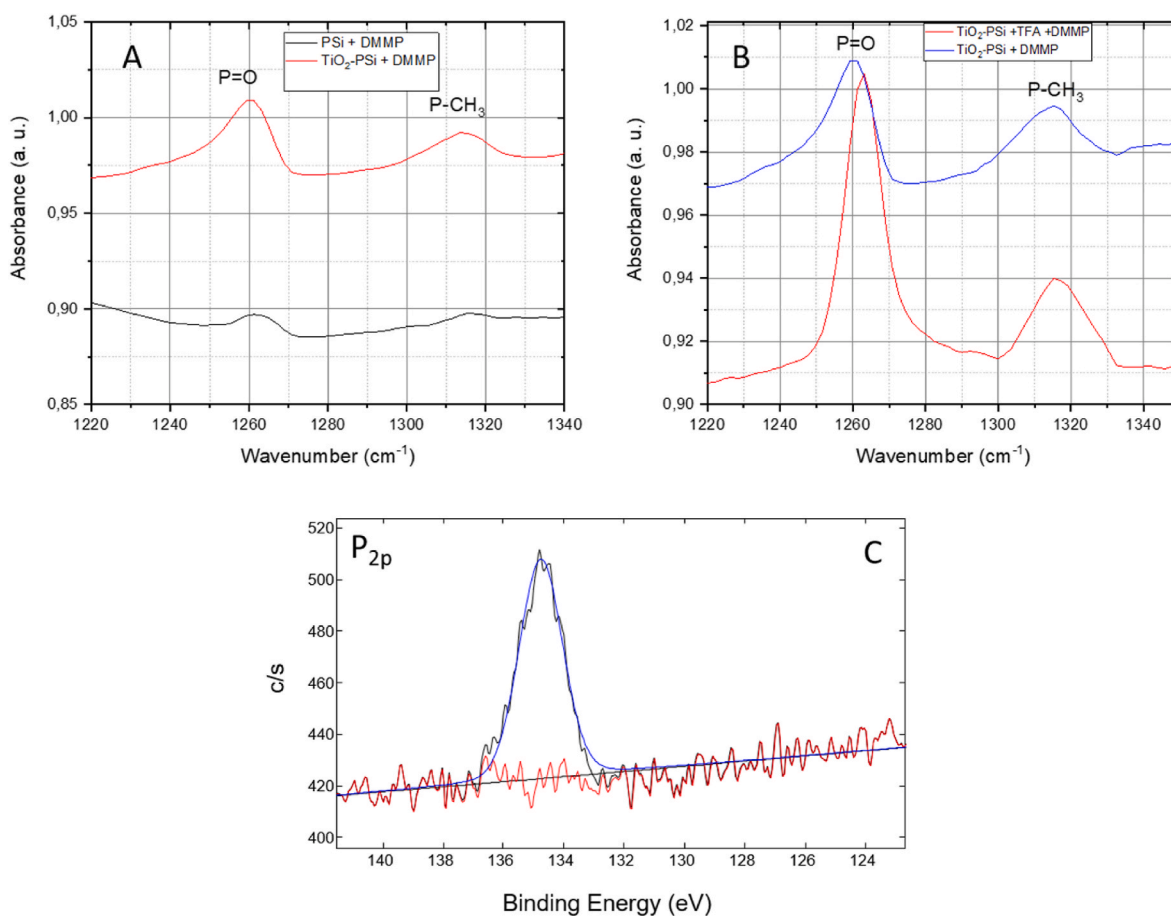 A
PSi + DMMP
TiO₂-PSi + DMMP
P=O
P-CH₃
1,05
1,00
0,95
0,90
0,85
Absorbance (a. u.)
1220 1240 1260 1280 1300 1320 1340
Wavenumber (cm⁻¹)
B
TiO₂-PSi +TFA +DMMP
TiO₂-PSi + DMMP
P=O
P-CH₃
1,02
1,00
0,98
0,96
0,94
0,92
0,90
Absorbance (a. u.)
1220 1240 1260 1280 1300 1320 1340
Wavenumber (cm⁻¹)
P₂ₚ
C
520
500
480
460
440
420
400
c/s
140 138 136 134 132 130 128 126 124
Binding Energy (eV)